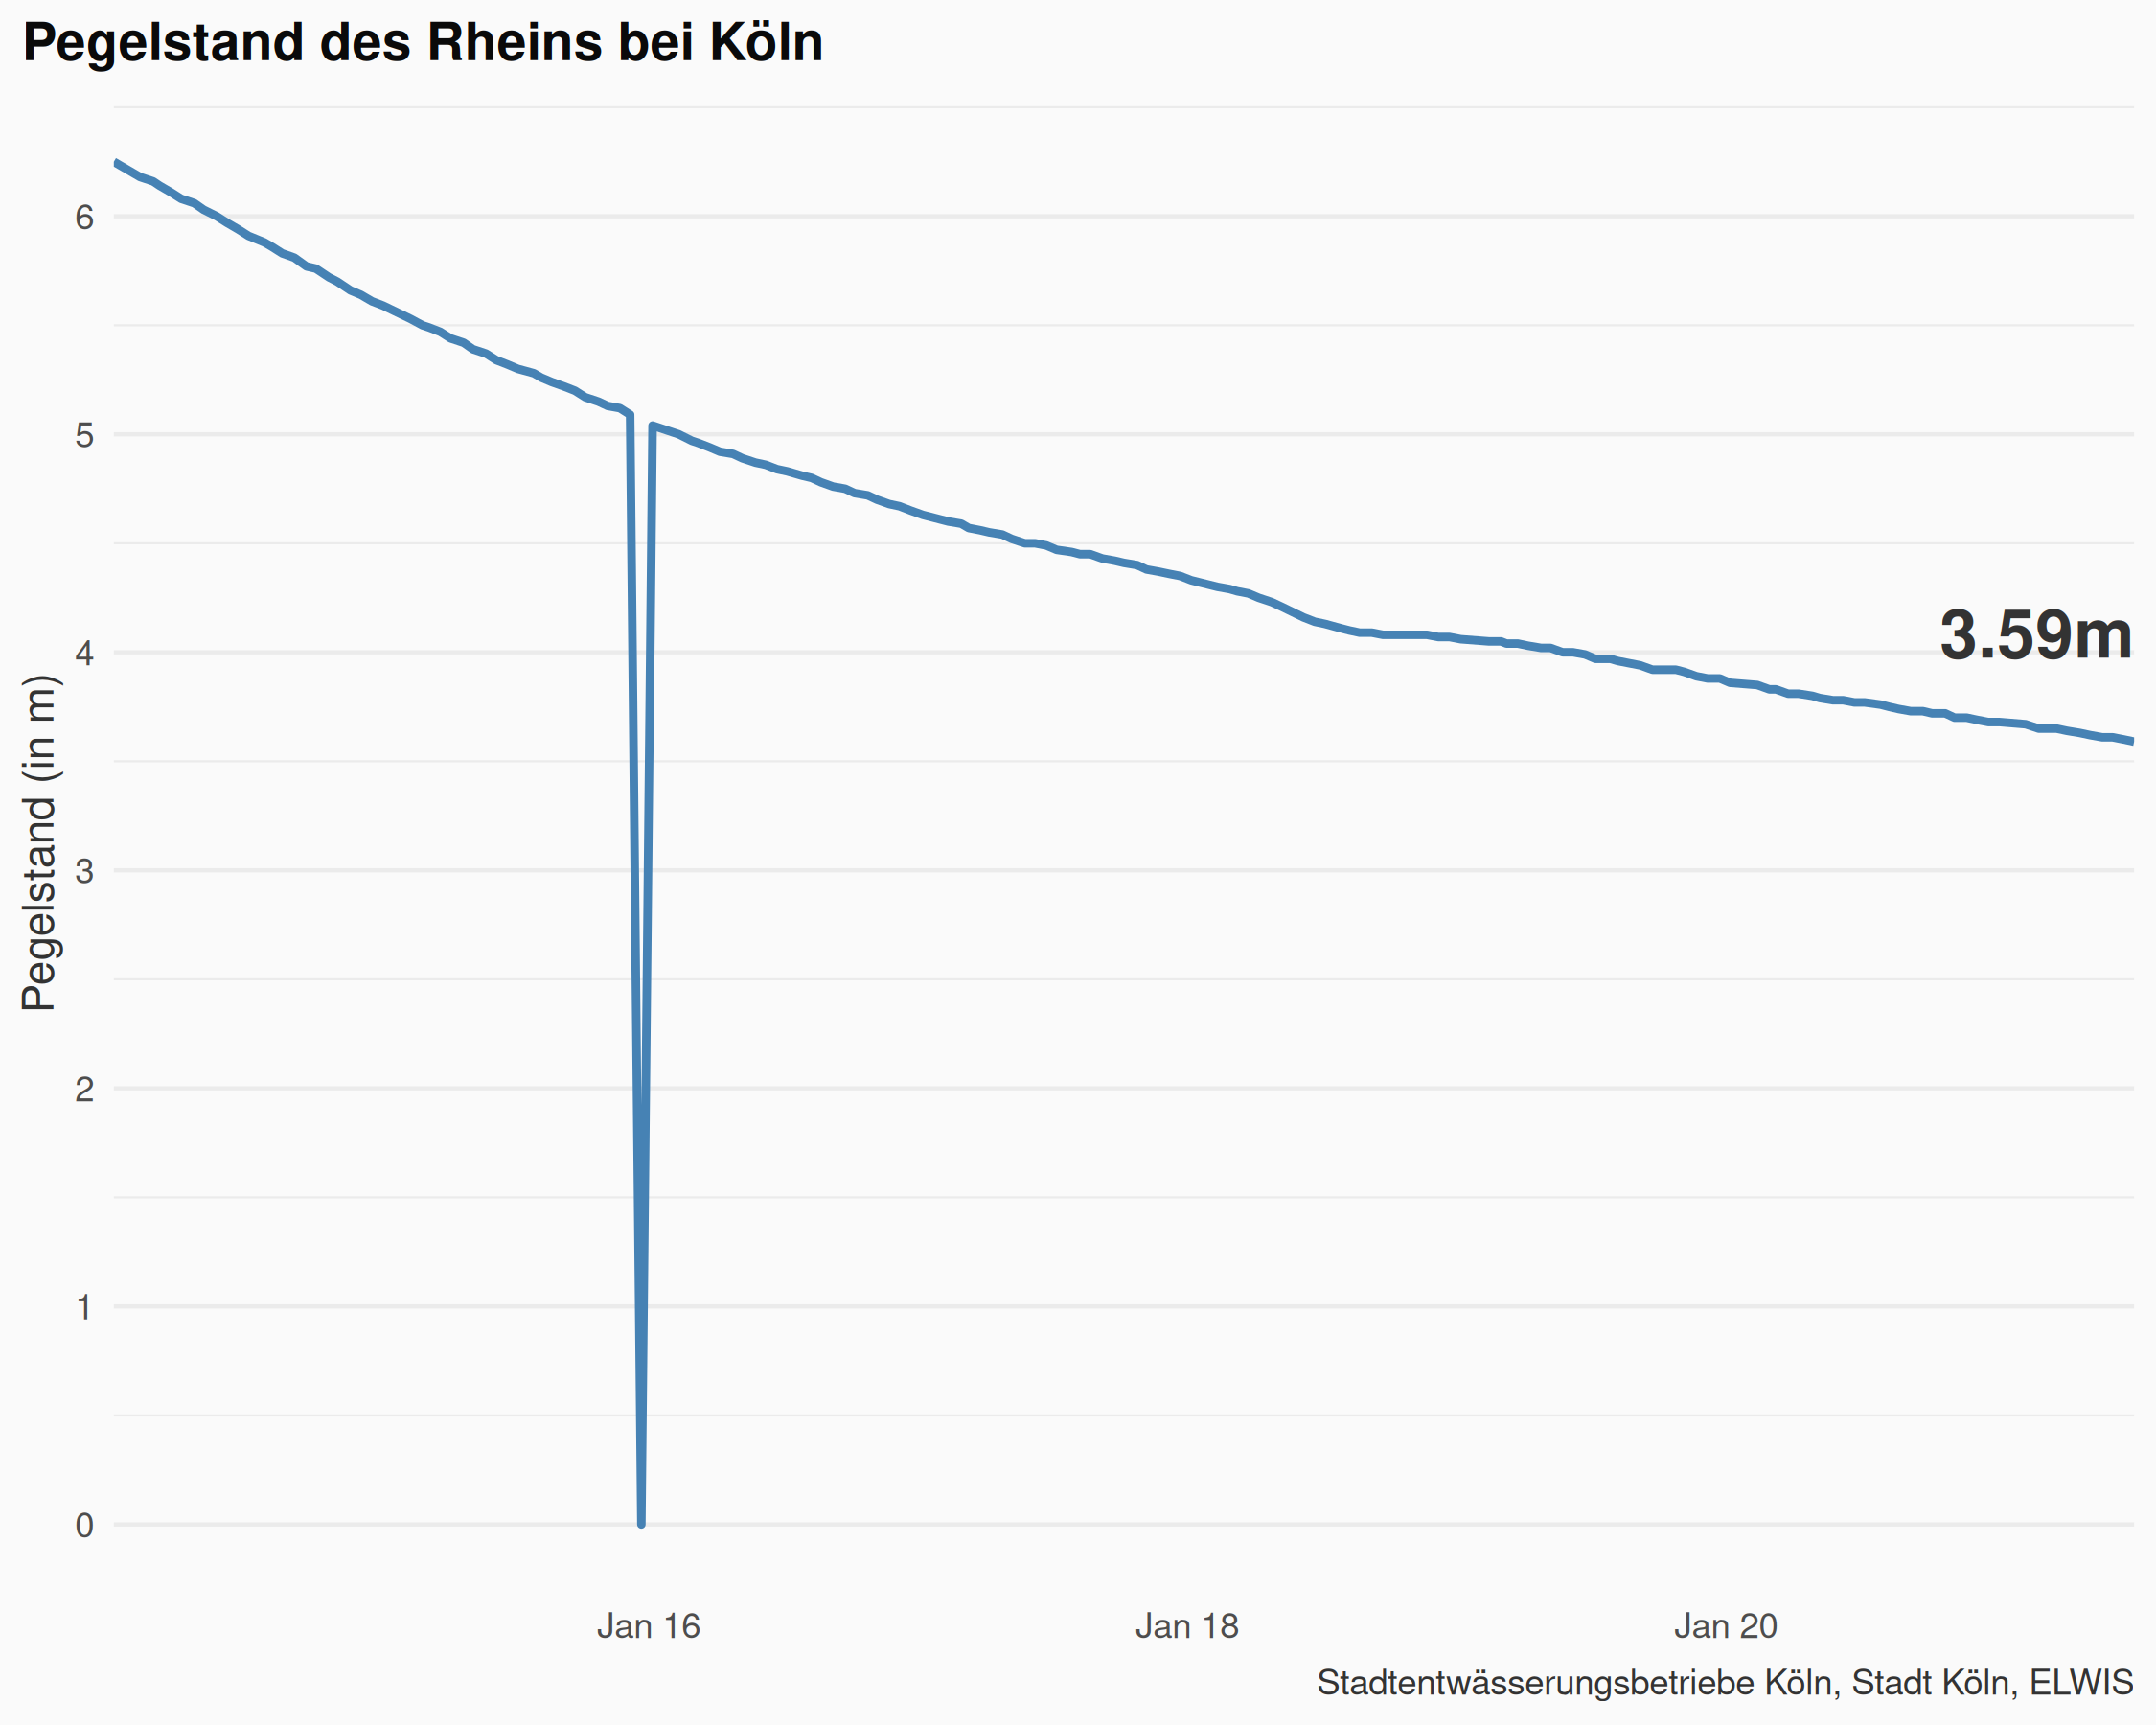 Pegelstand des Rheins bei Köln
Pegelstand (in m)
6
5
4
3
2
1
0
3.59m
Jan 16
Jan 18
Jan 20
Stadtentwässerungsbetriebe Köln, Stadt Köln, ELWIS